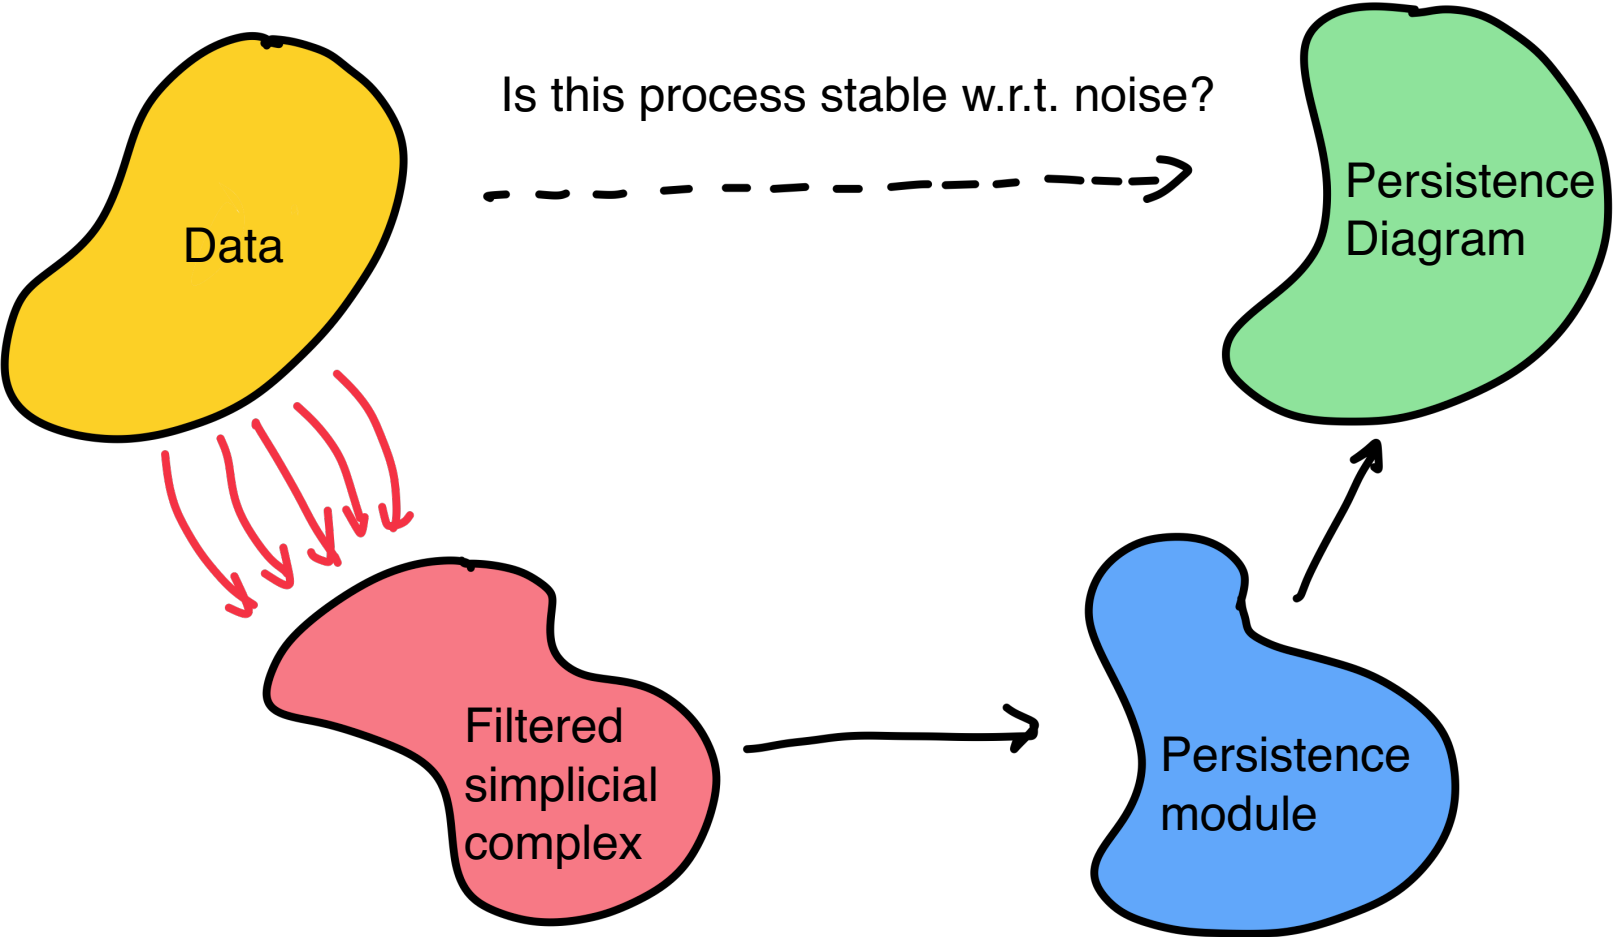 Is this process stable w.r.t. noise?
Persistence
Diagram
Data
Filtered
simplicial
complex
Persistence
module